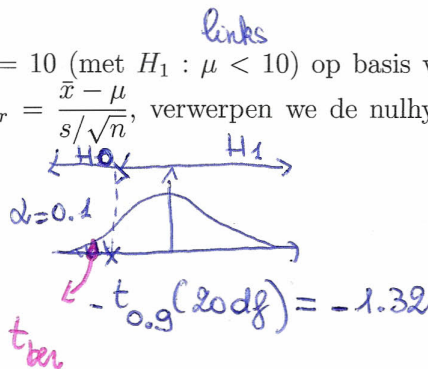 links
= 10 (met H₁ : μ < 10) op basis v
r = x̄ − μ / s/√n, verwerpen we de nulhy
H0 H1
α=0.1
-t₀.₉(20df) = -1.32
t_ber